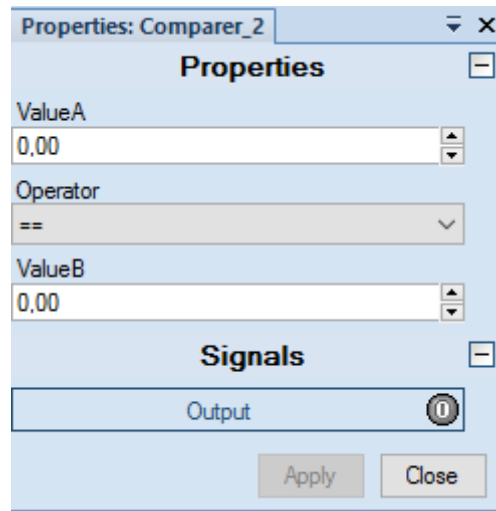 Properties: Comparer_2
Properties
ValueA
0,00
Operator
==
ValueB
0,00
Signals
Output 0
Apply Close